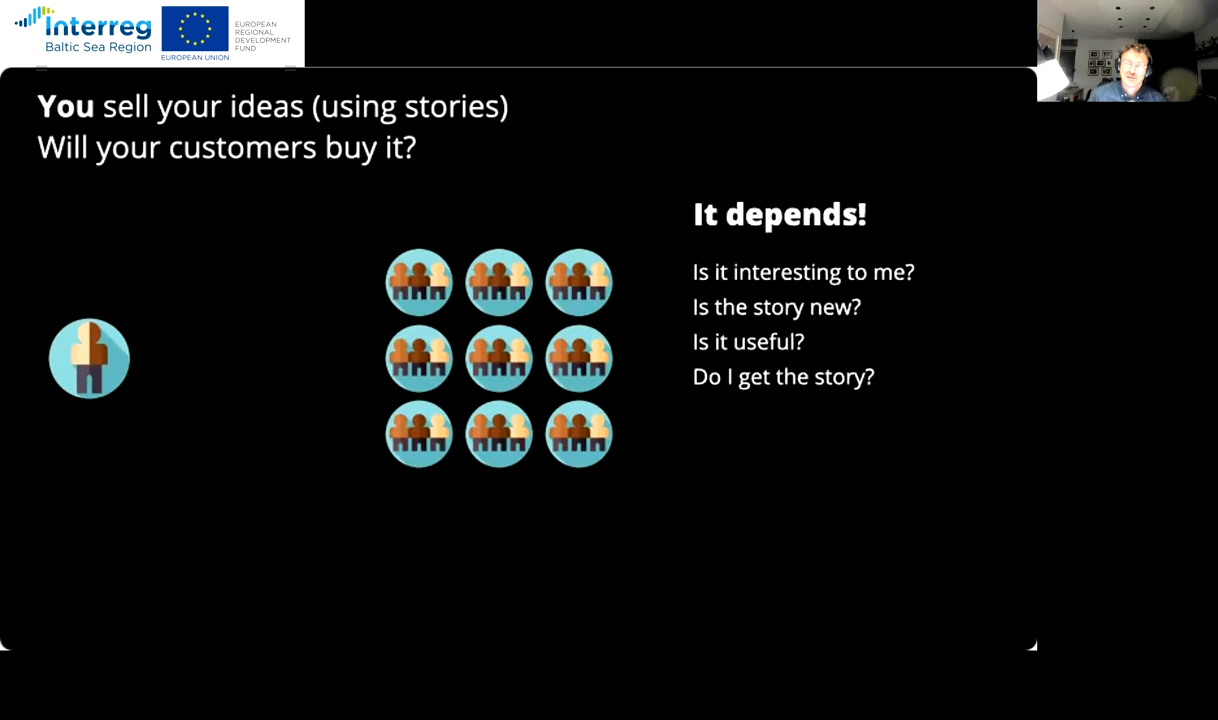 Interreg
Baltic Sea Region
EUROPEAN UNION
EUROPEAN
REGIONAL
DEVELOPMENT
FUND
You sell your ideas (using stories)
Will your customers buy it?
It depends!
Is it interesting to me?
Is the story new?
Is it useful?
Do I get the story?